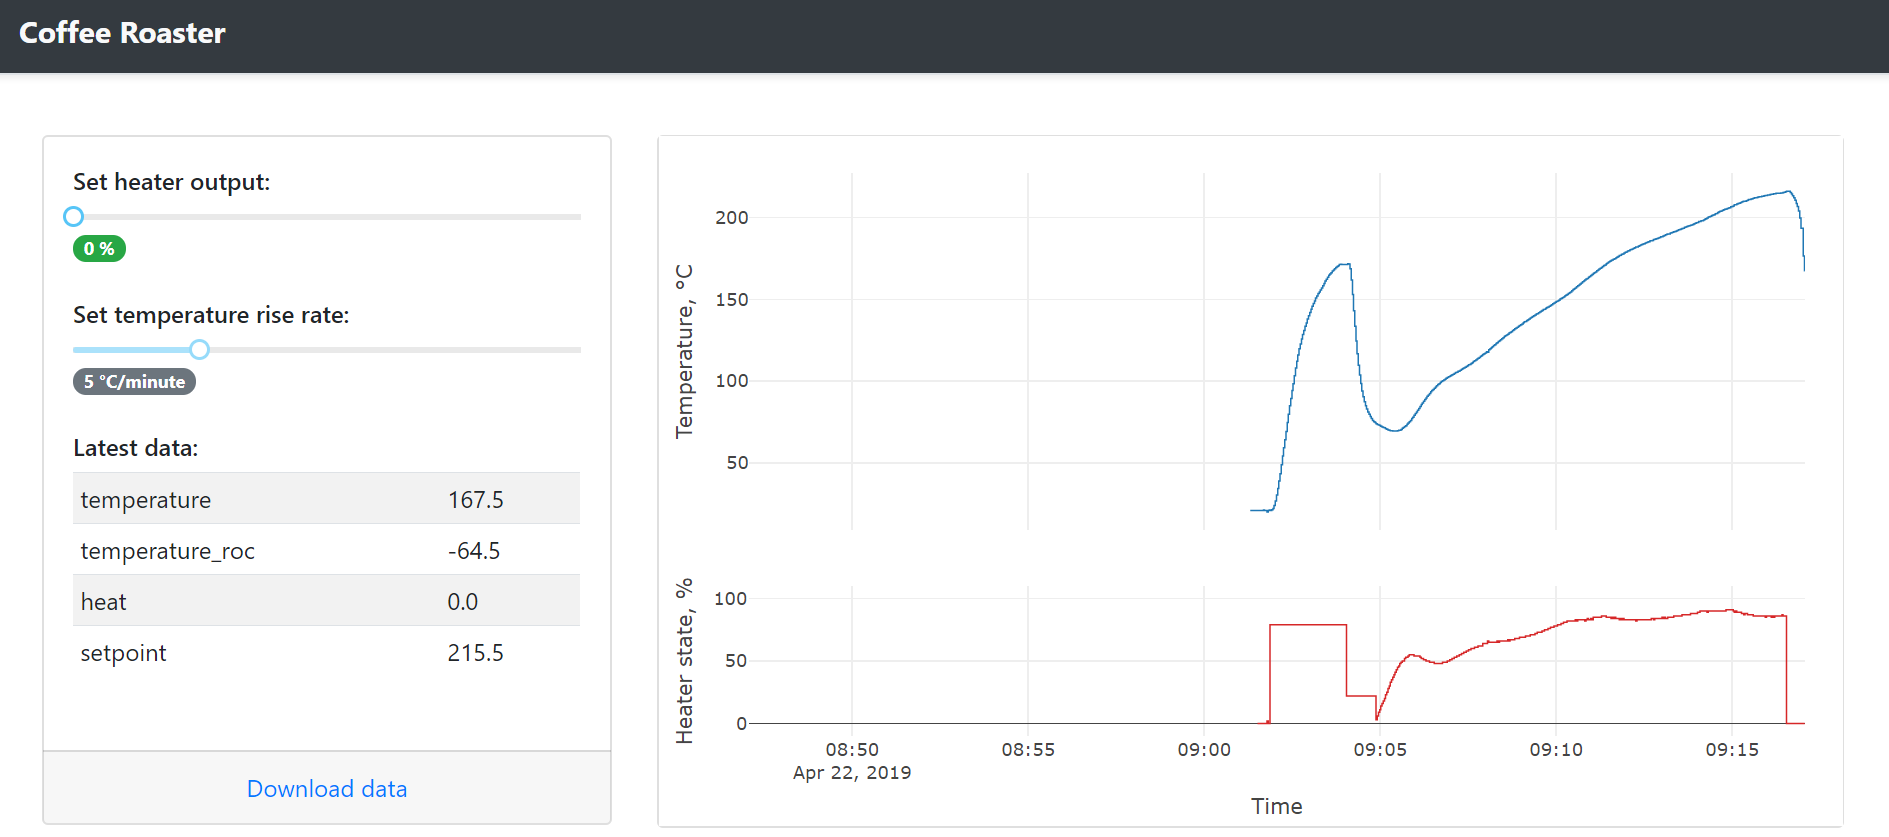 Coffee Roaster
Set heater output:
0 %
Set temperature rise rate:
5 °C/minute
Latest data:
temperature 167.5
temperature_roc -64.5
heat 0.0
setpoint 215.5
Download data
Temperature, °C
200
150
100
50
Heater state, %
100
50
0
08:50 08:55 09:00 09:05 09:10 09:15
Apr 22, 2019
Time